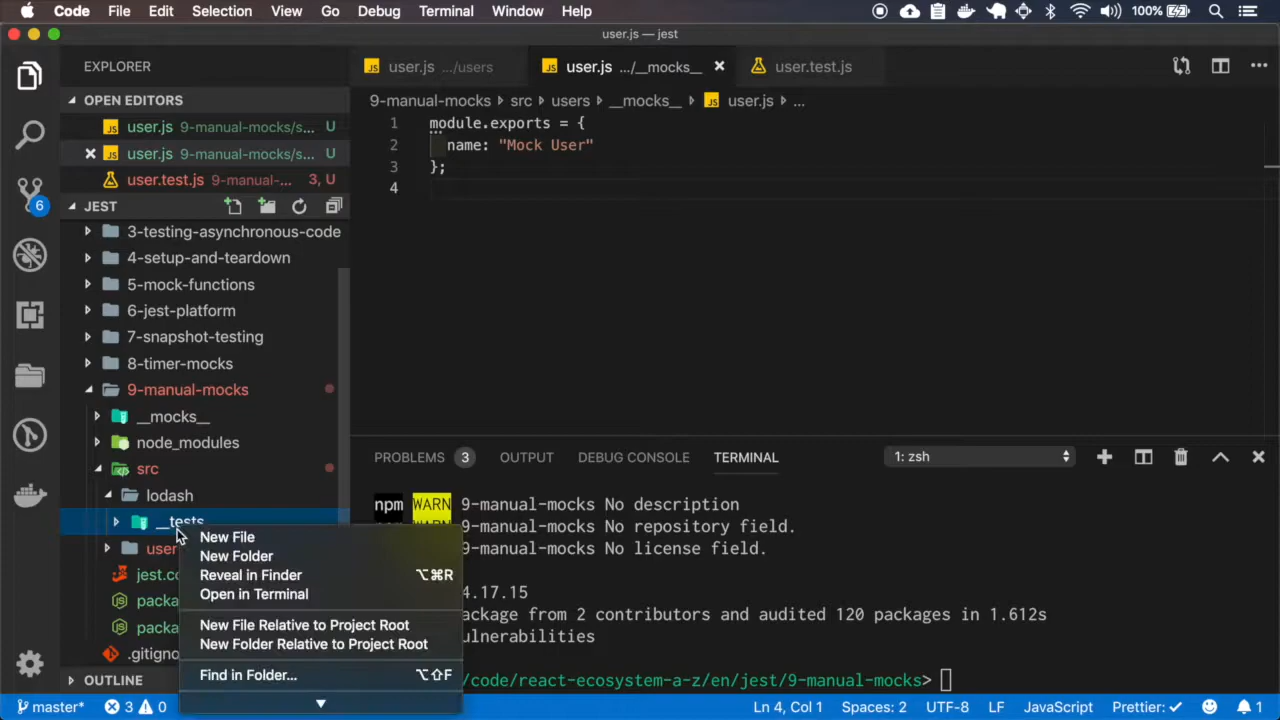 Code File Edit Selection View Go Debug Terminal Window Help 100%
user.js — jest
EXPLORER
user.js .../users
user.js .../__mocks__
user.test.js
OPEN EDITORS
9-manual-mocks src users __mocks__ user.js ...
user.js 9-manual-mocks/s... U
user.js 9-manual-mocks/s... U
user.test.js 9-manual-... 3, U
1 module.exports = {
2 name: "Mock User"
3 };
4
JEST
6
3-testing-asynchronous-code
4-setup-and-teardown
5-mock-functions
6-jest-platform
7-snapshot-testing
8-timer-mocks
9-manual-mocks
__mocks__
node_modules
src
lodash
__tests
user
jest.co
packa
packa
.gitigno
OUTLINE
New File
New Folder
Reveal in Finder ⌥⌘R
Open in Terminal
New File Relative to Project Root
New Folder Relative to Project Root
Find in Folder... ⌥⇧F
PROBLEMS 3 OUTPUT DEBUG CONSOLE TERMINAL 1: zsh
npm WARN 9-manual-mocks No description
9-manual-mocks No repository field.
9-manual-mocks No license field.
4.17.15
ackage from 2 contributors and audited 120 packages in 1.612s
ulnerabilities
/code/react-ecosystem-a-z/en/jest/9-manual-mocks>
master* 3 0 Ln 4, Col 1 Spaces: 2 UTF-8 LF JavaScript Prettier: ✓ 1